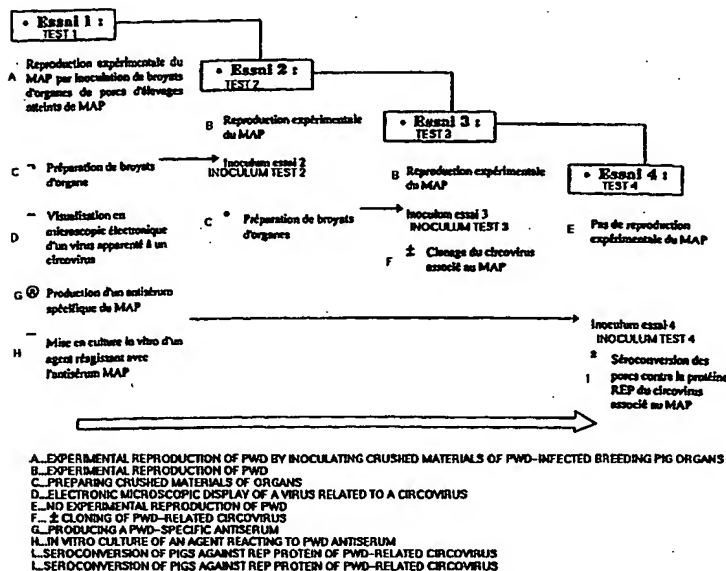 • Essai 1 :
TEST 1
A Reproduction expérimentale du
MAP par inoculation de broyats
d'organes de porcs d'élevages
atteints de MAP
• Essai 2 :
TEST 2
B Reproduction expérimentale
du MAP
• Essai 3 :
TEST 3
B Reproduction expérimentale
du MAP
• Essai 4 :
TEST 4
E Pas de reproduction
expérimentale du MAP
C Préparation de broyats
d'organe
Inoculum essai 2
INOCULUM TEST 2
C • Préparation de broyats
d'organes
Inoculum essai 3
INOCULUM TEST 3
F ± Clonage du circovirus
associé au MAP
D Visualisation en
microscopie électronique
d'un virus apparenté à un
circovirus
G ® Production d'un antisérum
spécifique du MAP
H Mise en culture in vitro d'un
agent réagissant avec
l'antisérum MAP
Inoculum essai 4
INOCULUM TEST 4
I Séroconversion des
porcs contre la protéine
REP du circovirus
associé au MAP
A...EXPERIMENTAL REPRODUCTION OF PWD BY INOCULATING CRUSHED MATERIALS OF PWD-INFECTED BREEDING PIG ORGANS
B...EXPERIMENTAL REPRODUCTION OF PWD
C...PREPARING CRUSHED MATERIALS OF ORGANS
D...ELECTRONIC MICROSCOPIC DISPLAY OF A VIRUS RELATED TO A CIRCOVIRUS
E...NO EXPERIMENTAL REPRODUCTION OF PWD
F... ± CLONING OF PWD-RELATED CIRCOVIRUS
G...PRODUCING A PWD-SPECIFIC ANTISERUM
H...IN VITRO CULTURE OF AN AGENT REACTING TO PWD ANTISERUM
I...SEROCONVERSION OF PIGS AGAINST REP PROTEIN OF PWD-RELATED CIRCOVIRUS
I...SEROCONVERSION OF PIGS AGAINST REP PROTEIN OF PWD-RELATED CIRCOVIRUS